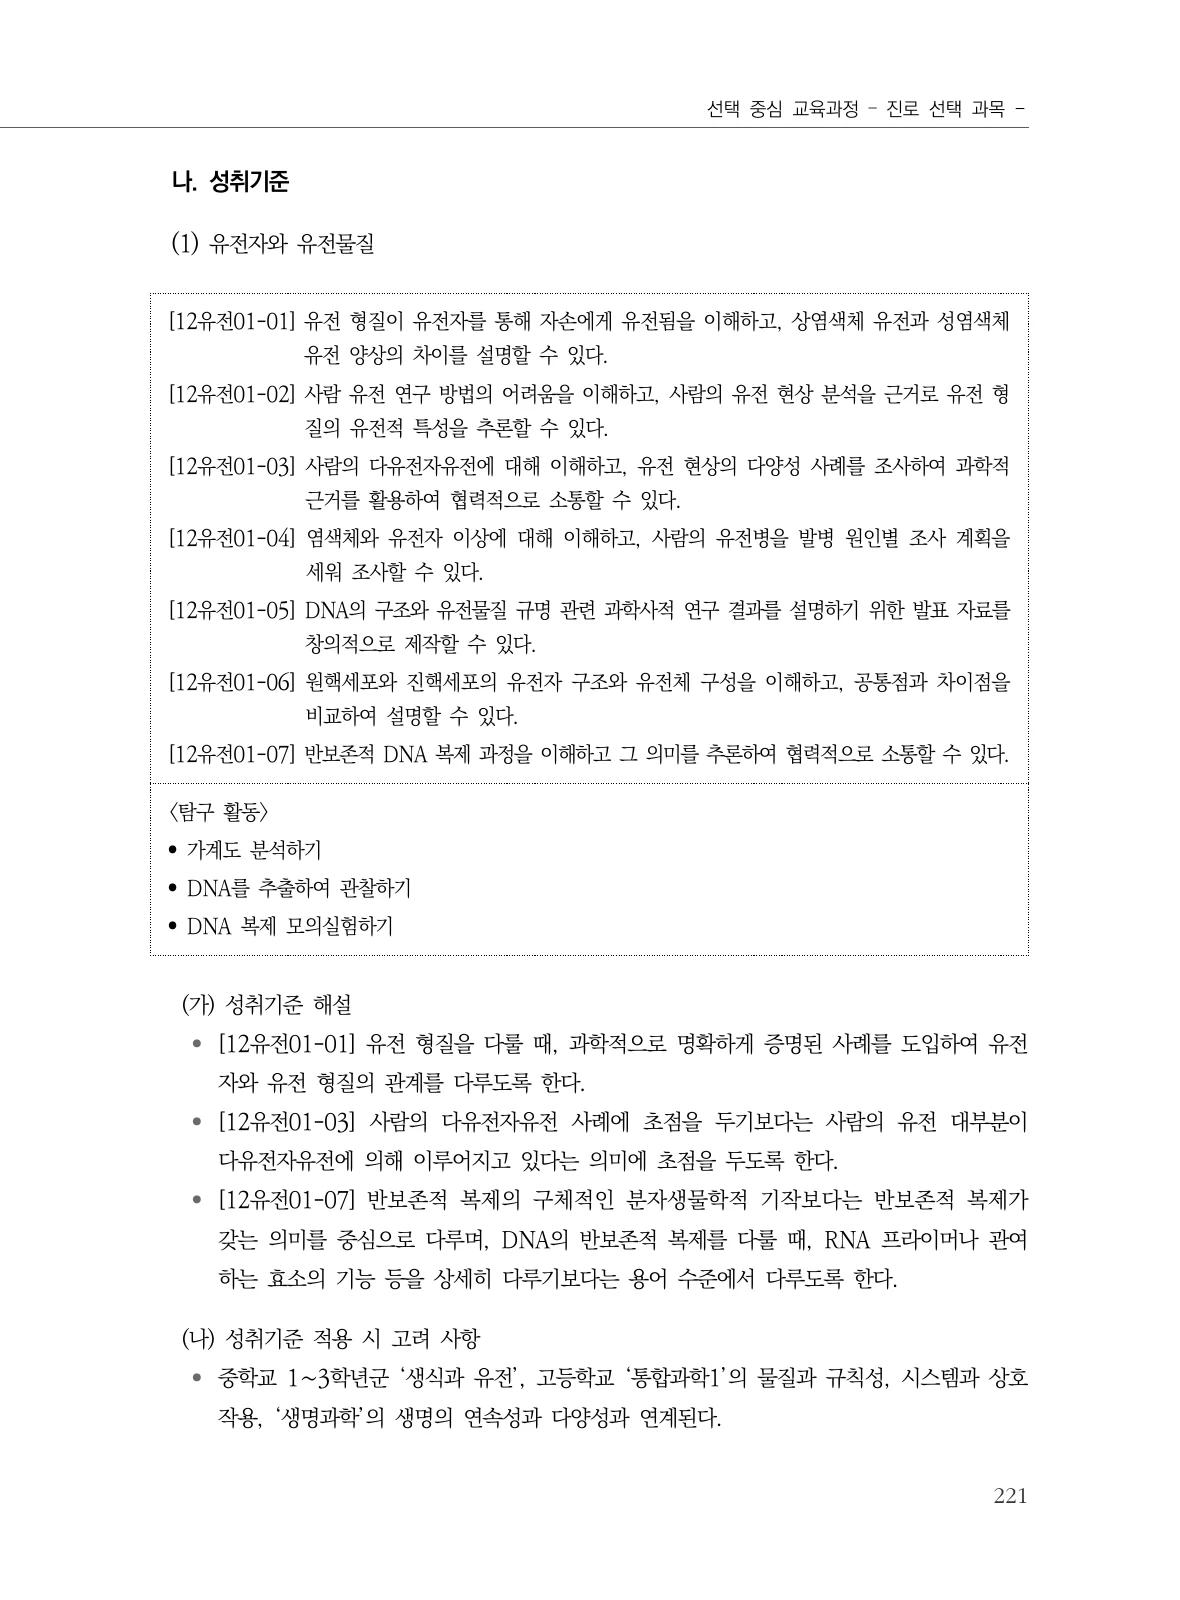 선택 중심 교육과정 - 진로 선택 과목 -
나. 성취기준
(1) 유전자와 유전물질
[12유전01-01] 유전 형질이 유전자를 통해 자손에게 유전됨을 이해하고, 상염색체 유전과 성염색체
유전 양상의 차이를 설명할 수 있다.
[12유전01-02] 사람 유전 연구 방법의 어려움을 이해하고, 사람의 유전 현상 분석을 근거로 유전 형
질의 유전적 특성을 추론할 수 있다.
[12유전01-03] 사람의 다유전자유전에 대해 이해하고, 유전 현상의 다양성 사례를 조사하여 과학적
근거를 활용하여 협력적으로 소통할 수 있다.
[12유전01-04] 염색체와 유전자 이상에 대해 이해하고, 사람의 유전병을 발병 원인별 조사 계획을
세워 조사할 수 있다.
[12유전01-05] DNA의 구조와 유전물질 규명 관련 과학사적 연구 결과를 설명하기 위한 발표 자료를
창의적으로 제작할 수 있다.
[12유전01-06] 원핵세포와 진핵세포의 유전자 구조와 유전체 구성을 이해하고, 공통점과 차이점을
비교하여 설명할 수 있다.
[12유전01-07] 반보존적 DNA 복제 과정을 이해하고 그 의미를 추론하여 협력적으로 소통할 수 있다.
〈탐구 활동〉
• 가계도 분석하기
• DNA를 추출하여 관찰하기
• DNA 복제 모의실험하기
(가) 성취기준 해설
• [12유전01-01] 유전 형질을 다룰 때, 과학적으로 명확하게 증명된 사례를 도입하여 유전
자와 유전 형질의 관계를 다루도록 한다.
• [12유전01-03] 사람의 다유전자유전 사례에 초점을 두기보다는 사람의 유전 대부분이
다유전자유전에 의해 이루어지고 있다는 의미에 초점을 두도록 한다.
• [12유전01-07] 반보존적 복제의 구체적인 분자생물학적 기작보다는 반보존적 복제가
갖는 의미를 중심으로 다루며, DNA의 반보존적 복제를 다룰 때, RNA 프라이머나 관여
하는 효소의 기능 등을 상세히 다루기보다는 용어 수준에서 다루도록 한다.
(나) 성취기준 적용 시 고려 사항
• 중학교 1~3학년군 ‘생식과 유전’, 고등학교 ‘통합과학1’의 물질과 규칙성, 시스템과 상호
작용, ‘생명과학’의 생명의 연속성과 다양성과 연계된다.
221